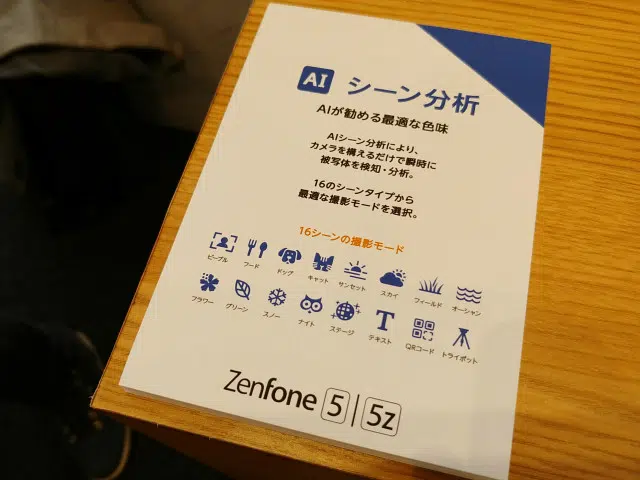 AI シーン分析
AIが勧める最適な色味
AIシーン分析により、
カメラを構えるだけで瞬時に
被写体を検知・分析。
16のシーンタイプから
最適な撮影モードを選択。
16シーンの撮影モード
ピープル フード ドッグ キャット サンセット スカイ フィールド オーシャン
フラワー グリーン スノー ナイト ステージ テキスト QRコード トライポット
Zenfone 5 | 5z